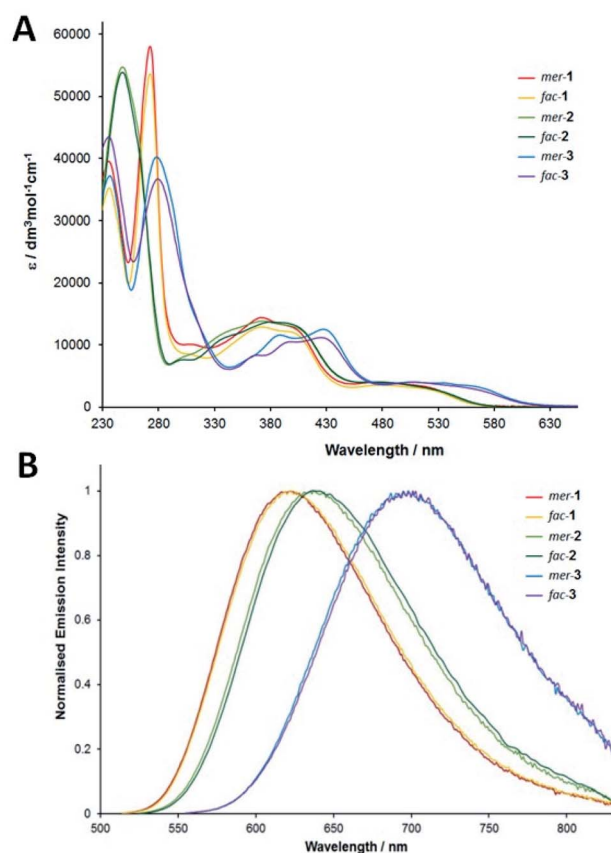 A
60000
50000
40000
30000
20000
10000
0
ε / dm³mol⁻¹cm⁻¹
mer-1
fac-1
mer-2
fac-2
mer-3
fac-3
230 280 330 380 430 480 530 580 630
Wavelength / nm
B
1
0.8
0.6
0.4
0.2
0
Normalised Emission Intensity
mer-1
fac-1
mer-2
fac-2
mer-3
fac-3
500 550 600 650 700 750 800
Wavelength / nm